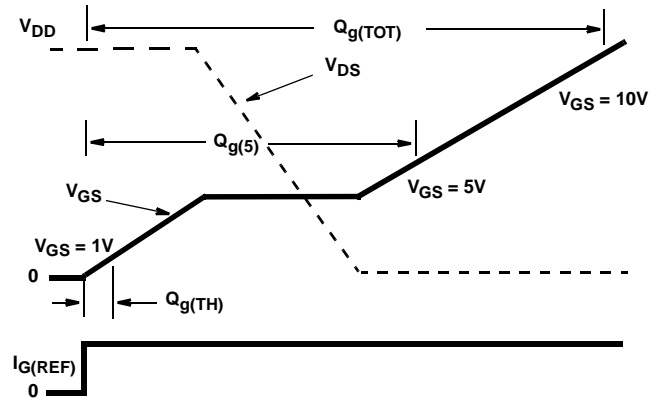 V_DD
Q_g(TOT)
V_DS
V_GS = 10V
Q_g(5)
V_GS
V_GS = 5V
V_GS = 1V
0
Q_g(TH)
I_G(REF)
0